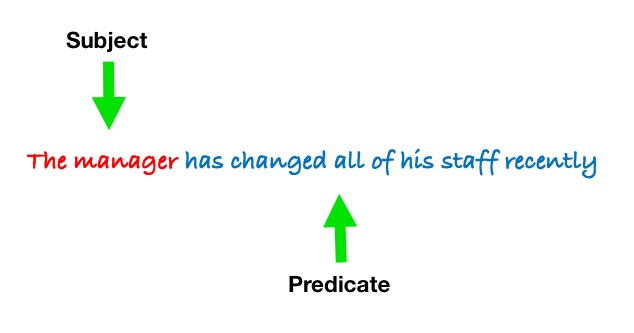 Subject
The manager has changed all of his staff recently
Predicate